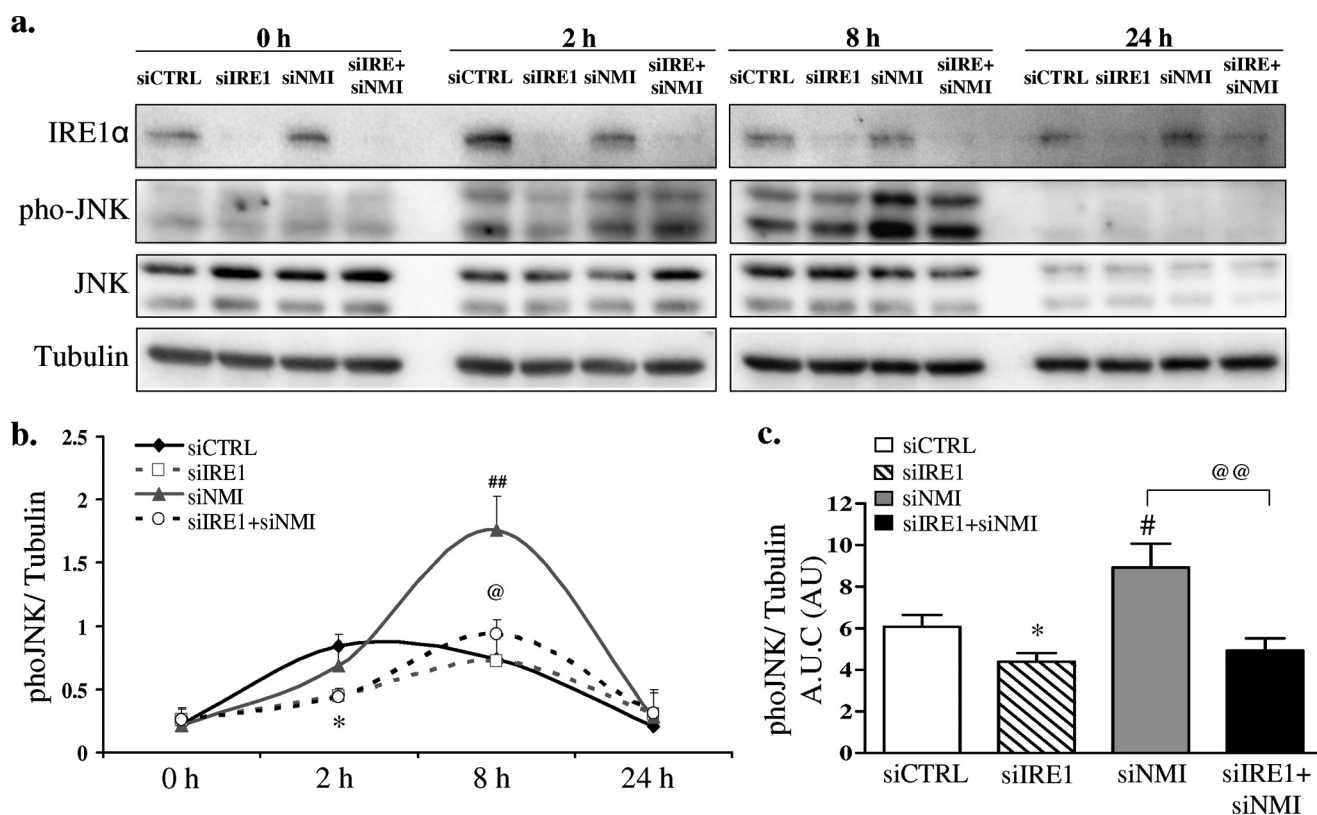 a.
0 h 2 h 8 h 24 h
siCTRL siIRE1 siNMI siIRE+ siCTRL siIRE1 siNMI siIRE+ siCTRL siIRE1 siNMI siIRE+ siCTRL siIRE1 siNMI siIRE+
siNMI siNMI siNMI siNMI
IRE1α
pho-JNK
JNK
Tubulin
b.
phoJNK/ Tubulin
2.5
2
1.5
1
0.5
0
siCTRL
siIRE1
siNMI
siIRE1+siNMI
##
@
*
0 h 2 h 8 h 24 h
c.
siCTRL
siIRE1
siNMI
siIRE1+siNMI
phoJNK/ Tubulin
A.U.C (AU)
12
10
8
6
4
2
0
*
#
@@
siCTRL siIRE1 siNMI siIRE1+
siNMI